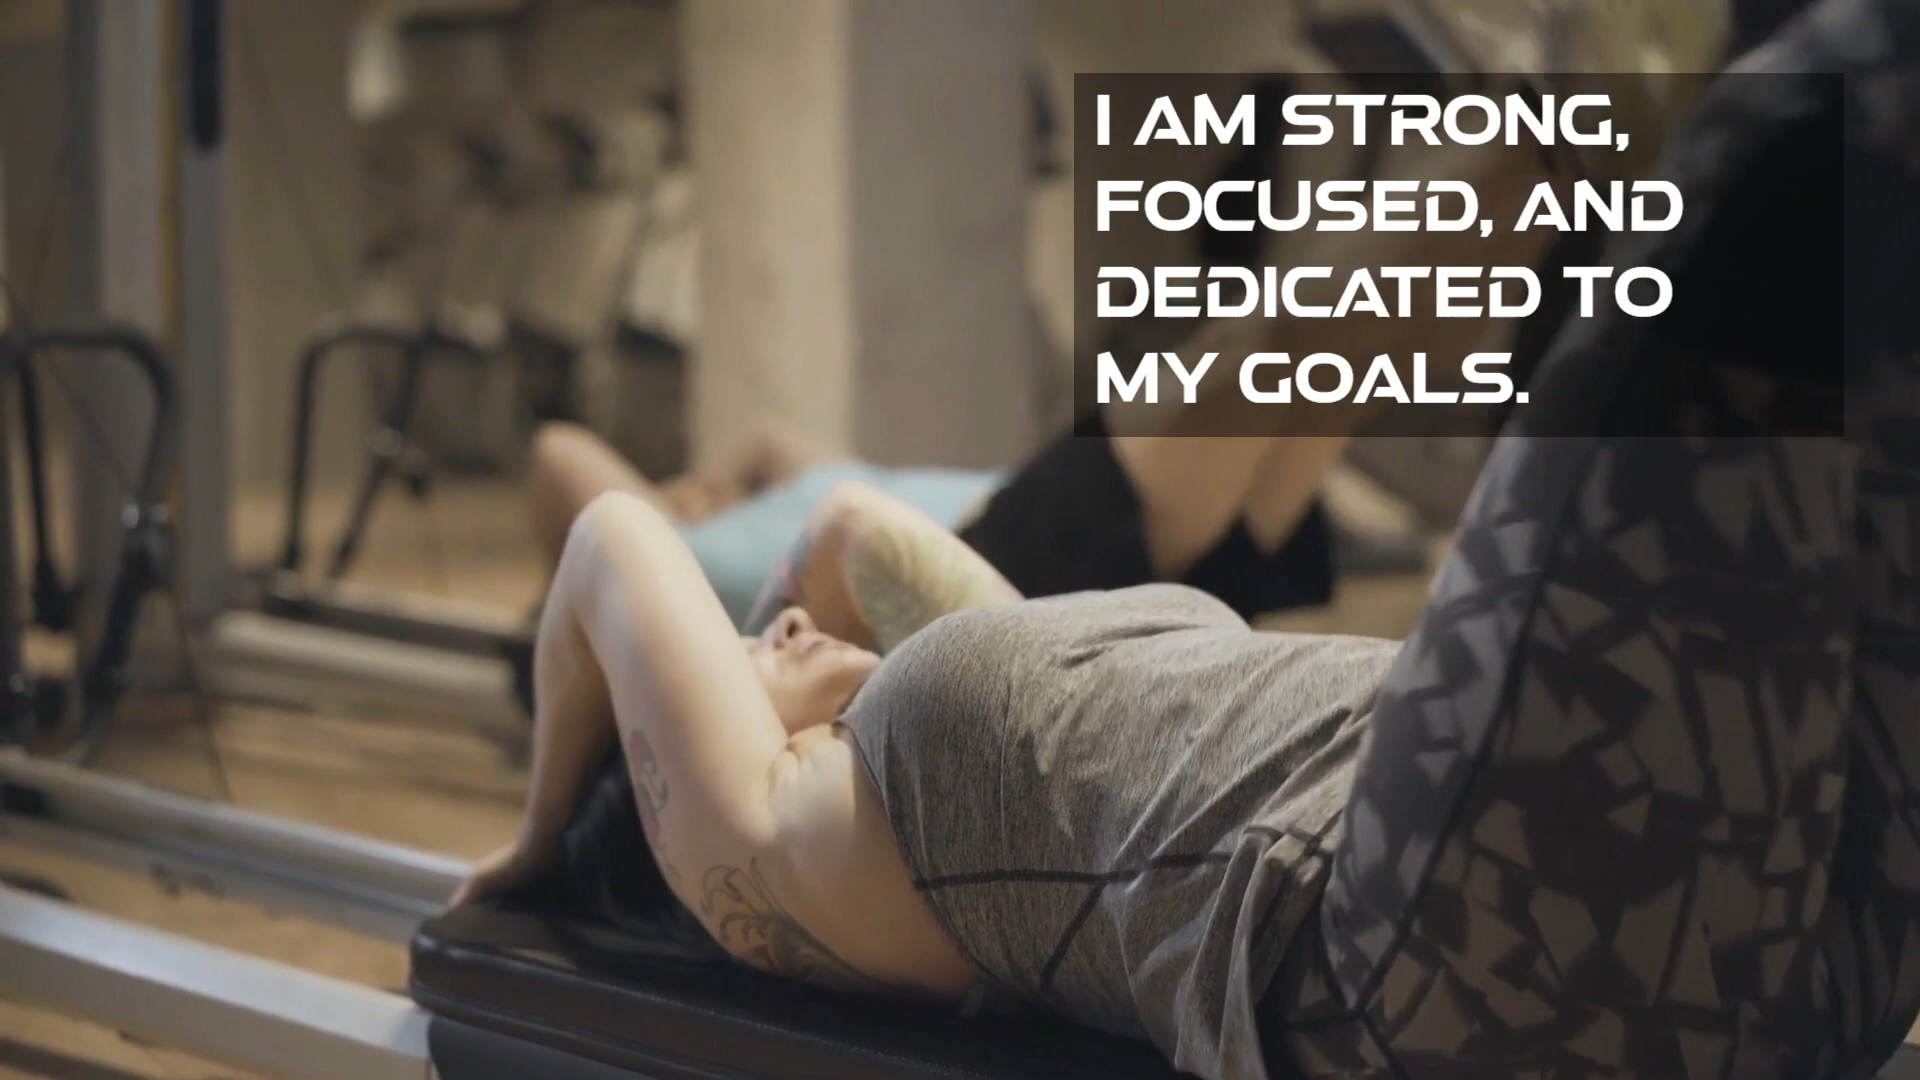 I AM STRONG,
FOCUSED, AND
DEDICATED TO
MY GOALS.